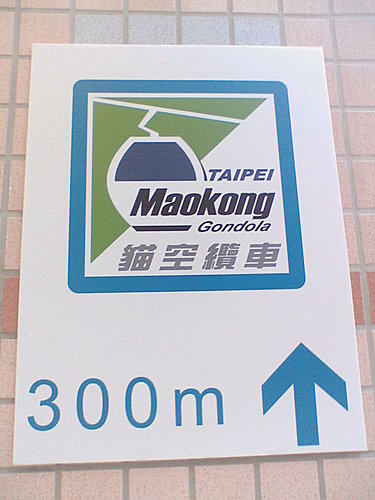 TAIPEI
Maokong
Gondola
貓空纜車
300m